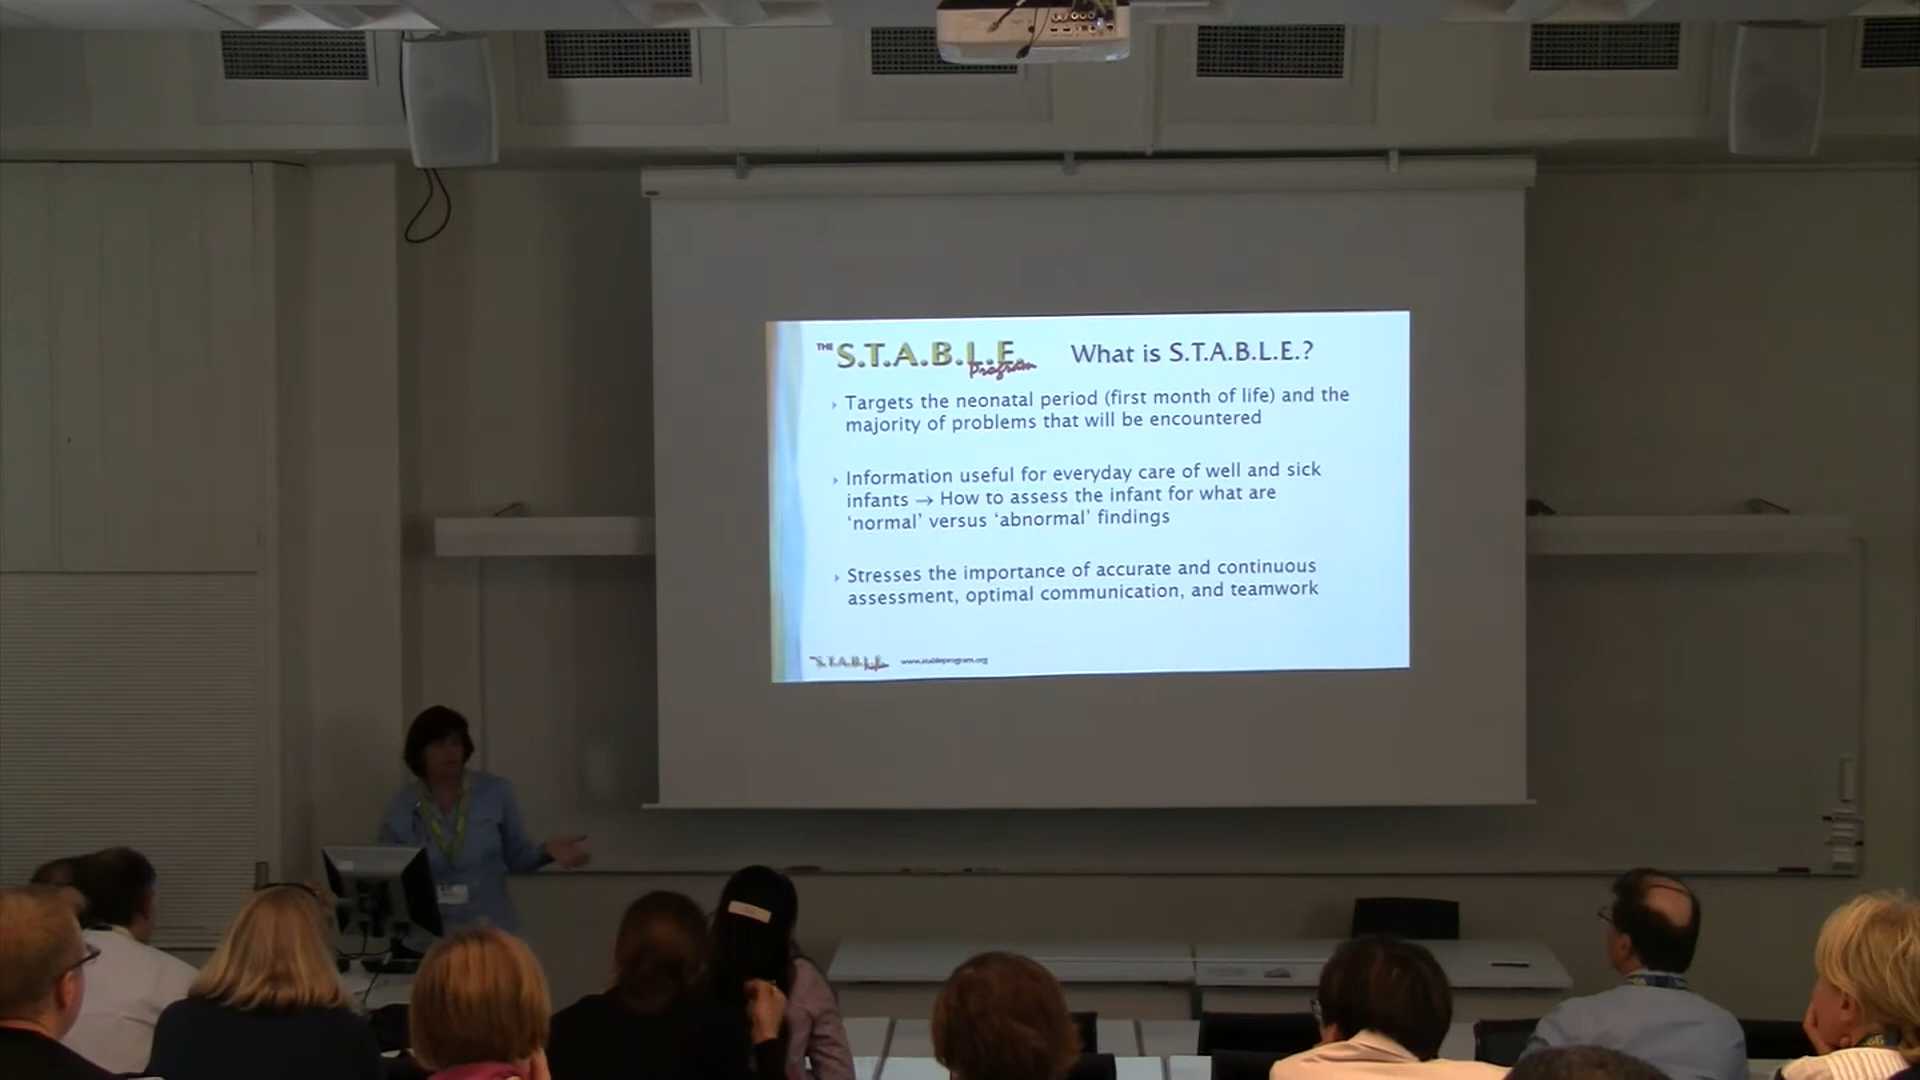 THE S.T.A.B.L.E. Program
What is S.T.A.B.L.E.?
Targets the neonatal period (first month of life) and the
majority of problems that will be encountered
Information useful for everyday care of well and sick
infants → How to assess the infant for what are
‘normal’ versus ‘abnormal’ findings
Stresses the importance of accurate and continuous
assessment, optimal communication, and teamwork
S.T.A.B.L.E. www.stableprogram.org